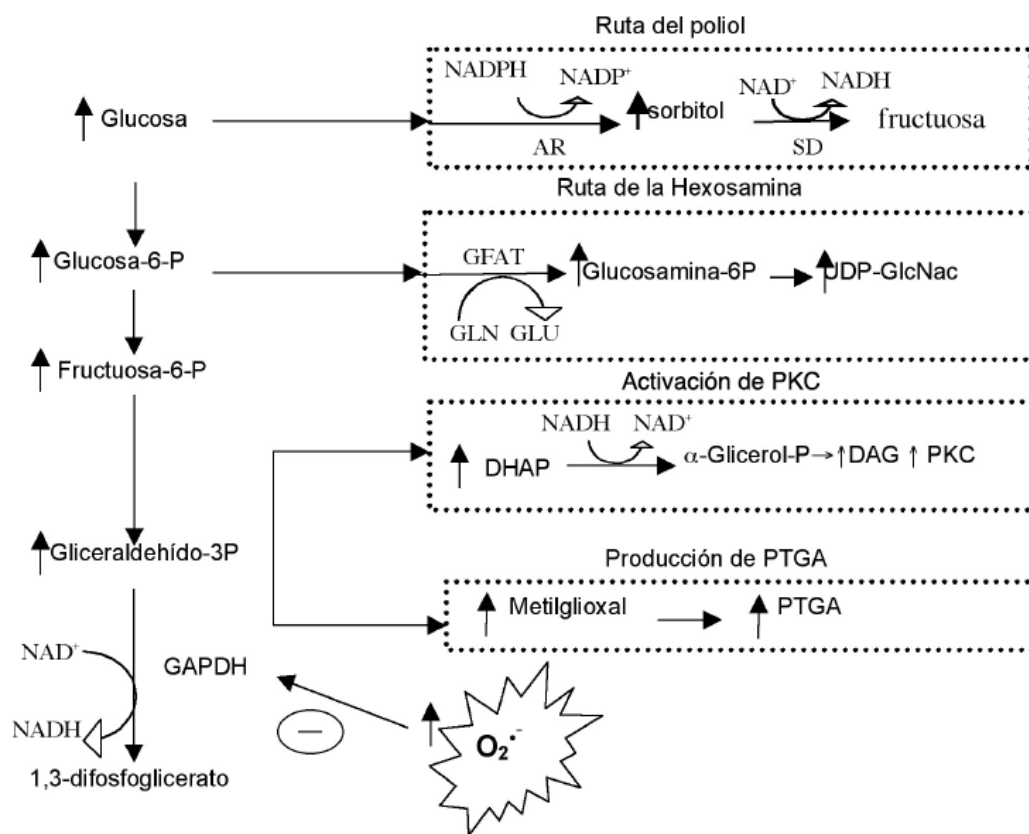 Ruta del poliol
NADPH NADP+ NAD+ NADH
↑ Glucosa ↑ sorbitol fructuosa
AR SD
Ruta de la Hexosamina
↑ Glucosa-6-P GFAT ↑ Glucosamina-6P → ↑ UDP-GlcNac
GLN GLU
↑ Fructuosa-6-P
Activación de PKC
NADH NAD+
↑ DHAP α-Glicerol-P→↑DAG ↑ PKC
↑ Gliceraldehído-3P
Producción de PTGA
↑ Metilglioxal → ↑ PTGA
NAD+ GAPDH
NADH − ↑ O2•-
1,3-difosfoglicerato